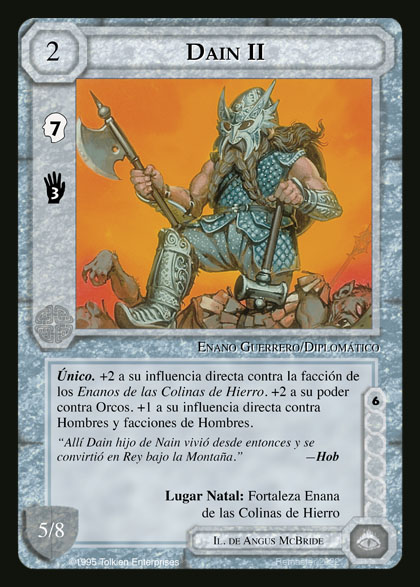 2
DAIN II
7
3
ENANO GUERRERO/DIPLOMÁTICO
Único. +2 a su influencia directa contra la facción de
los Enanos de las Colinas de Hierro. +2 a su poder
contra Orcos. +1 a su influencia directa contra
Hombres y facciones de Hombres.
“Allí Dain hijo de Nain vivió desde entonces y se
convirtió en Rey bajo la Montaña.” —Hob
6
Lugar Natal: Fortaleza Enana
de las Colinas de Hierro
5/8
IL. DE ANGUS MCBRIDE
©1995 Tolkien Enterprises